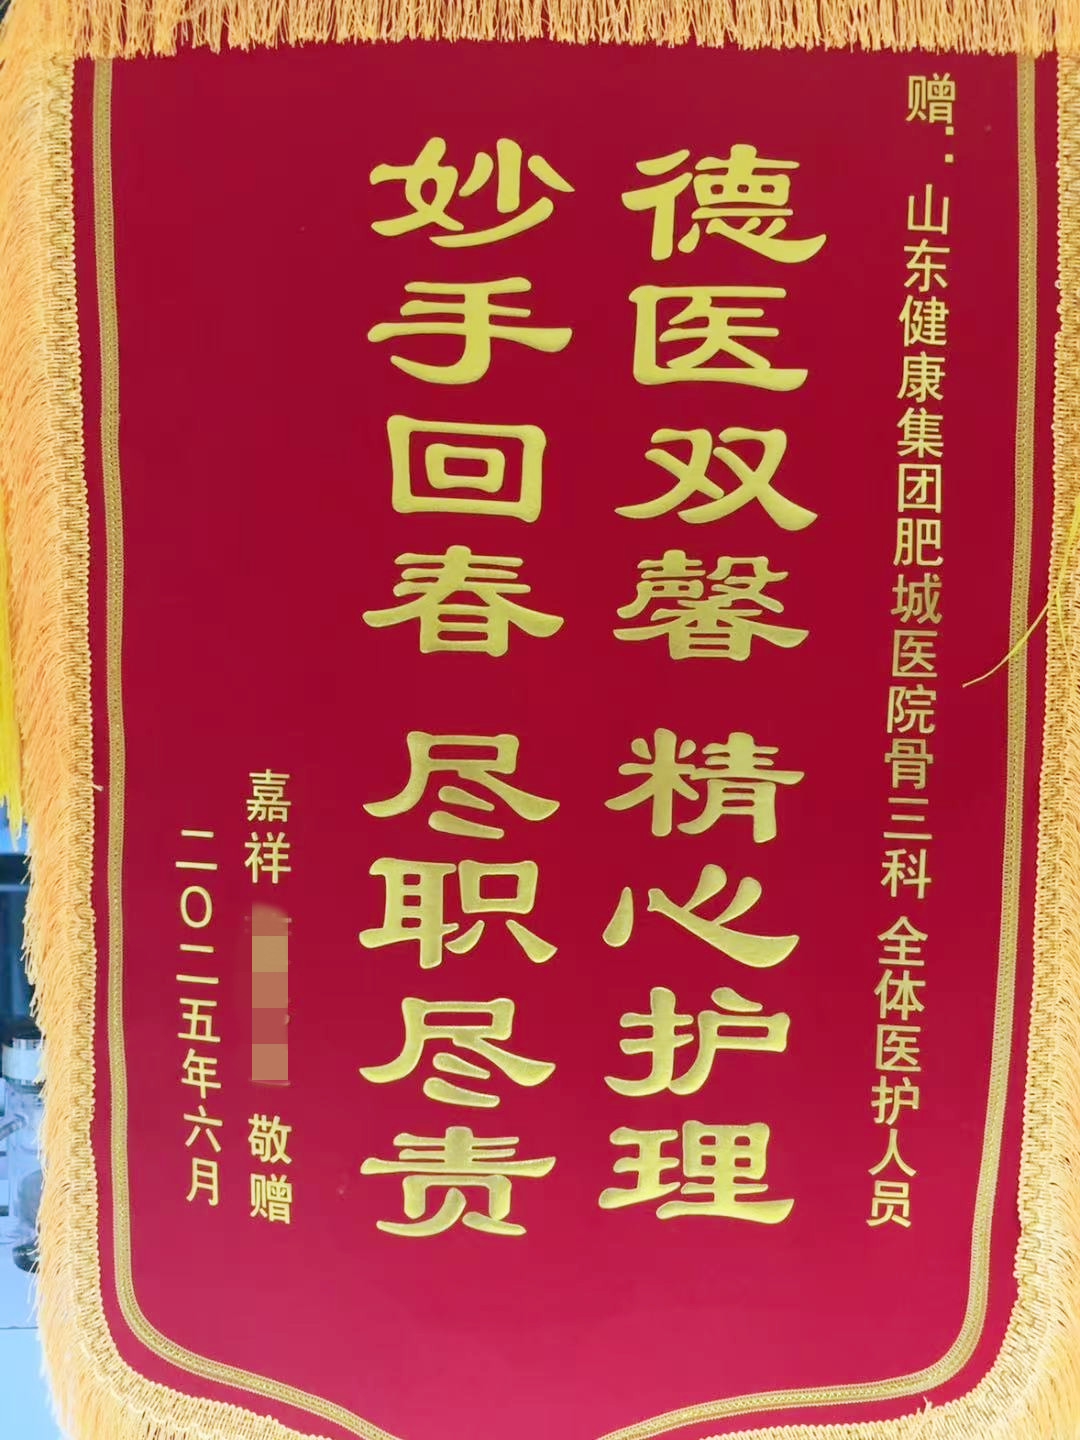 赠：山东健康集团肥城医院骨三科 全体医护人员
德医双馨 精心护理
妙手回春 尽职尽责
嘉祥 敬赠
二〇二五年六月